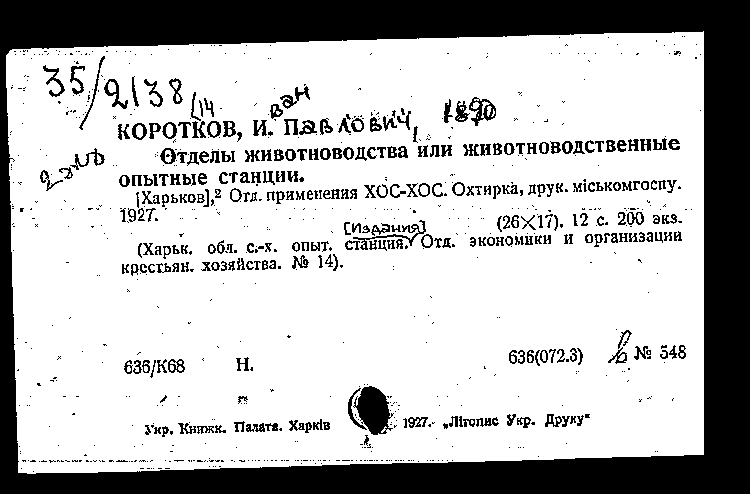 35/2138/14
КОРОТКОВ, И.ван Павлович,
Отделы животноводства или животноводственные
опытные станции.
[Харьков],² Отд. применения ХОС-ХОС. Охтирка, друк. міськомгоспу.
1927.
[Издания] (26×17). 12 с. 200 экз.
(Харьк. обл. с.-х. опыт. станция. Отд. экономики и организации
крестьян. хозяйства. № 14).
636/К68 Н. 636(072.3) № 548
Укр. Книжк. Палата. Харків 1927. „Літопис Укр. Друку"